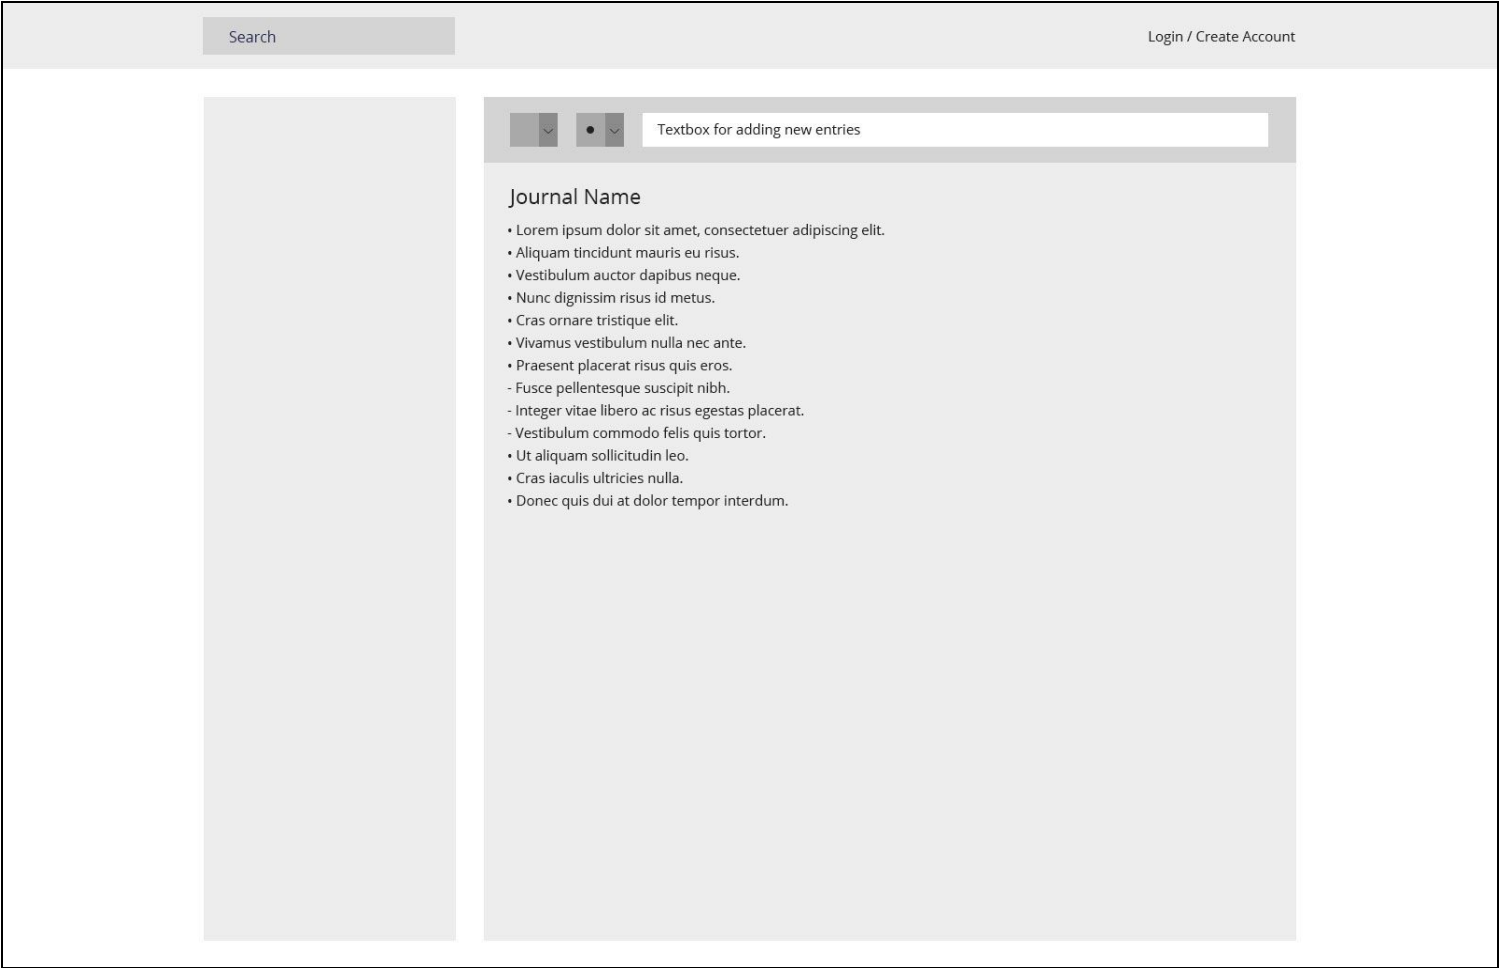 Search
Login / Create Account
Textbox for adding new entries
Journal Name
• Lorem ipsum dolor sit amet, consectetuer adipiscing elit.
• Aliquam tincidunt mauris eu risus.
• Vestibulum auctor dapibus neque.
• Nunc dignissim risus id metus.
• Cras ornare tristique elit.
• Vivamus vestibulum nulla nec ante.
• Praesent placerat risus quis eros.
- Fusce pellentesque suscipit nibh.
- Integer vitae libero ac risus egestas placerat.
- Vestibulum commodo felis quis tortor.
• Ut aliquam sollicitudin leo.
• Cras iaculis ultricies nulla.
• Donec quis dui at dolor tempor interdum.